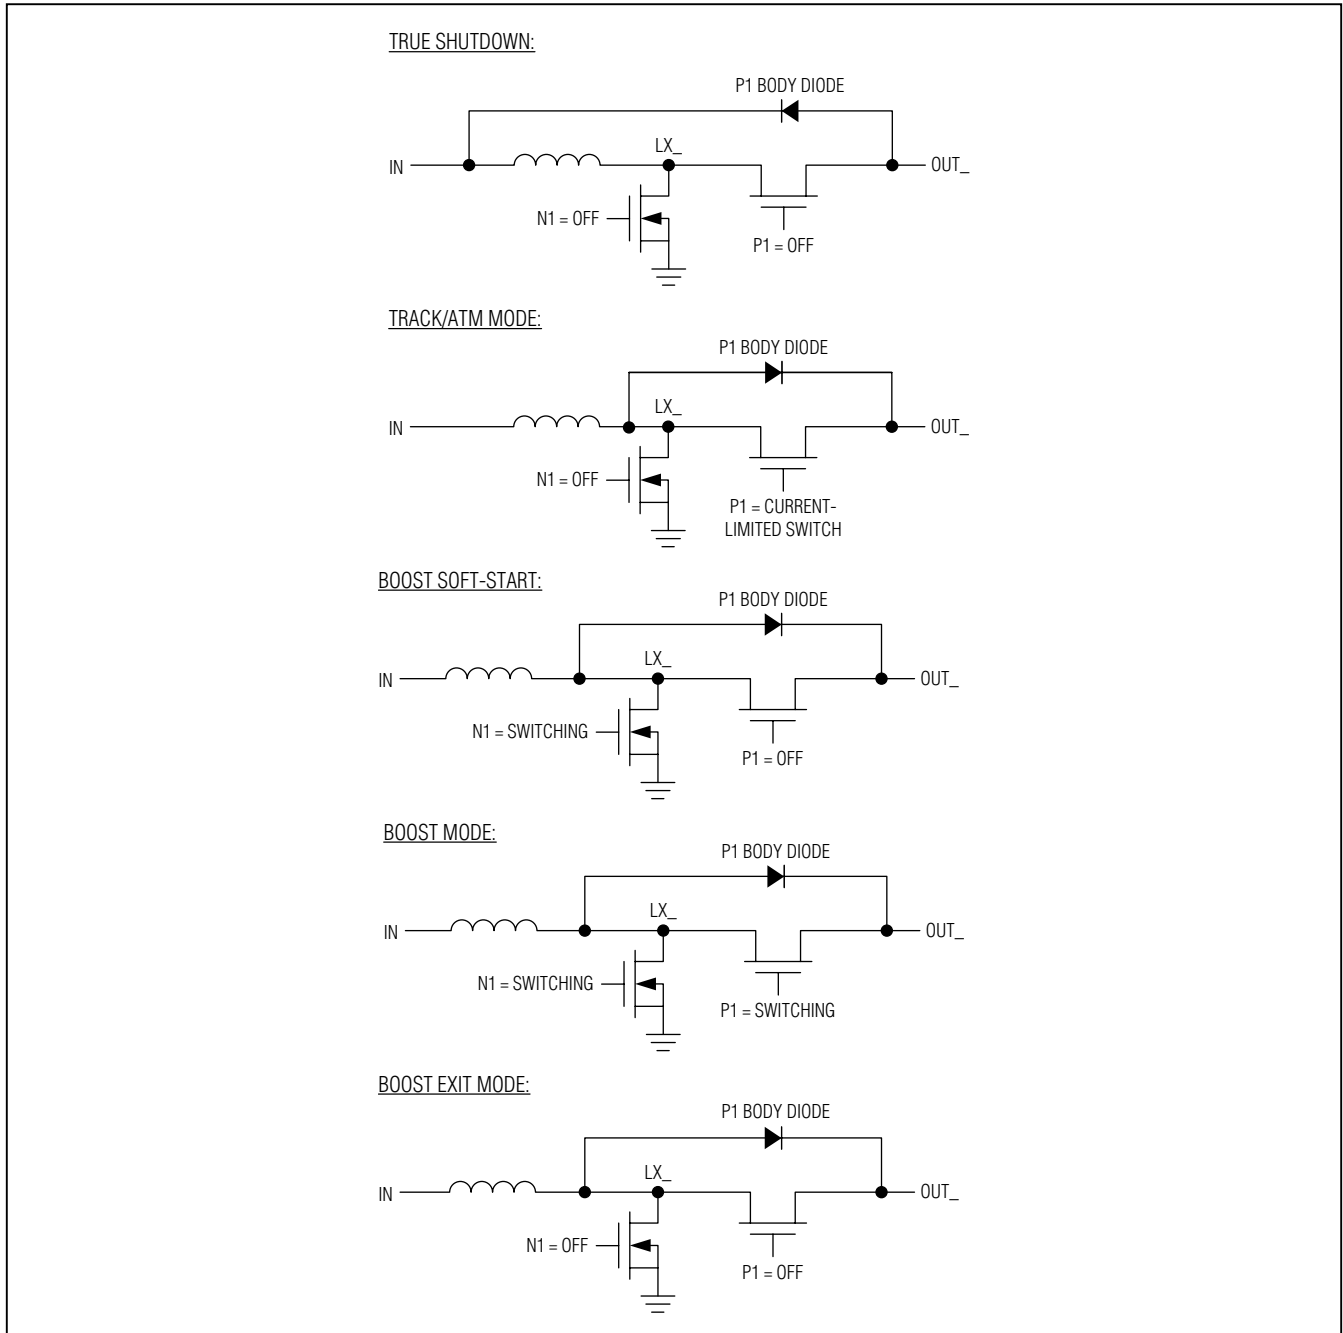 TRUE SHUTDOWN:
P1 BODY DIODE
LX_
IN
OUT_
N1 = OFF
P1 = OFF
TRACK/ATM MODE:
P1 BODY DIODE
LX_
IN
OUT_
N1 = OFF
P1 = CURRENT-
LIMITED SWITCH
BOOST SOFT-START:
P1 BODY DIODE
LX_
IN
OUT_
N1 = SWITCHING
P1 = OFF
BOOST MODE:
P1 BODY DIODE
LX_
IN
OUT_
N1 = SWITCHING
P1 = SWITCHING
BOOST EXIT MODE:
P1 BODY DIODE
LX_
IN
OUT_
N1 = OFF
P1 = OFF